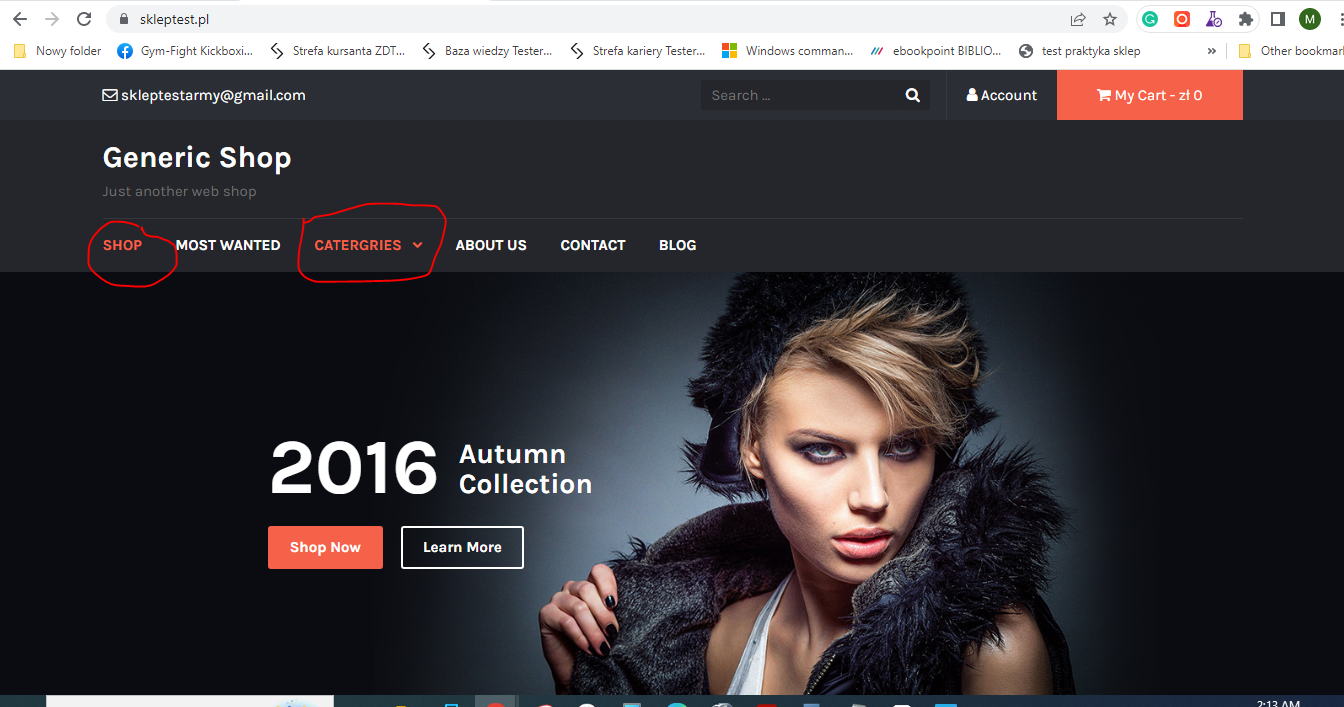 skleptest.pl
M
Nowy folder
Gym-Fight Kickboxi...
Strefa kursanta ZDT...
Baza wiedzy Tester...
Strefa kariery Tester...
Windows comman...
ebookpoint BIBLIO...
test praktyka sklep
»
Other bookmar
skleptestarmy@gmail.com
Search ...
Account
My Cart - zł 0
Generic Shop
Just another web shop
SHOP
MOST WANTED
CATERGRIES
ABOUT US
CONTACT
BLOG
2016
Autumn
Collection
Shop Now
Learn More
2:13 AM